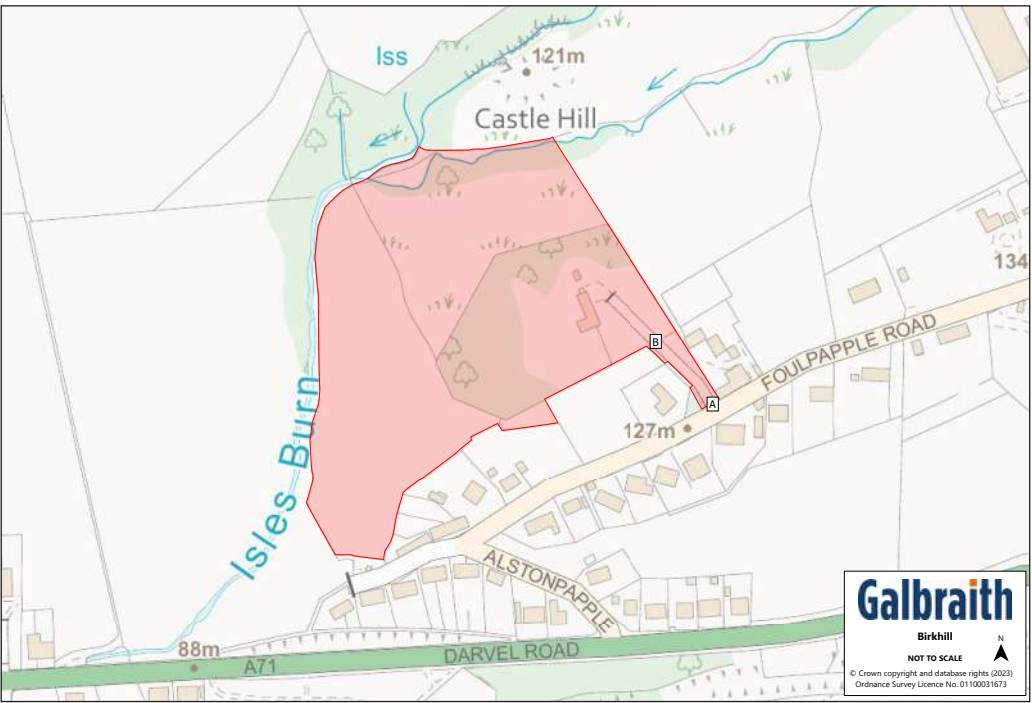 Iss
121m
Castle Hill
134
FOULPAPPLE ROAD
B
A
127m
Isles Burn
ALSTONPAPPLE
88m
A71
DARVEL ROAD
Galbraith
Birkhill
N
NOT TO SCALE
© Crown copyright and database rights (2023)
Ordnance Survey Licence No. 01100031673